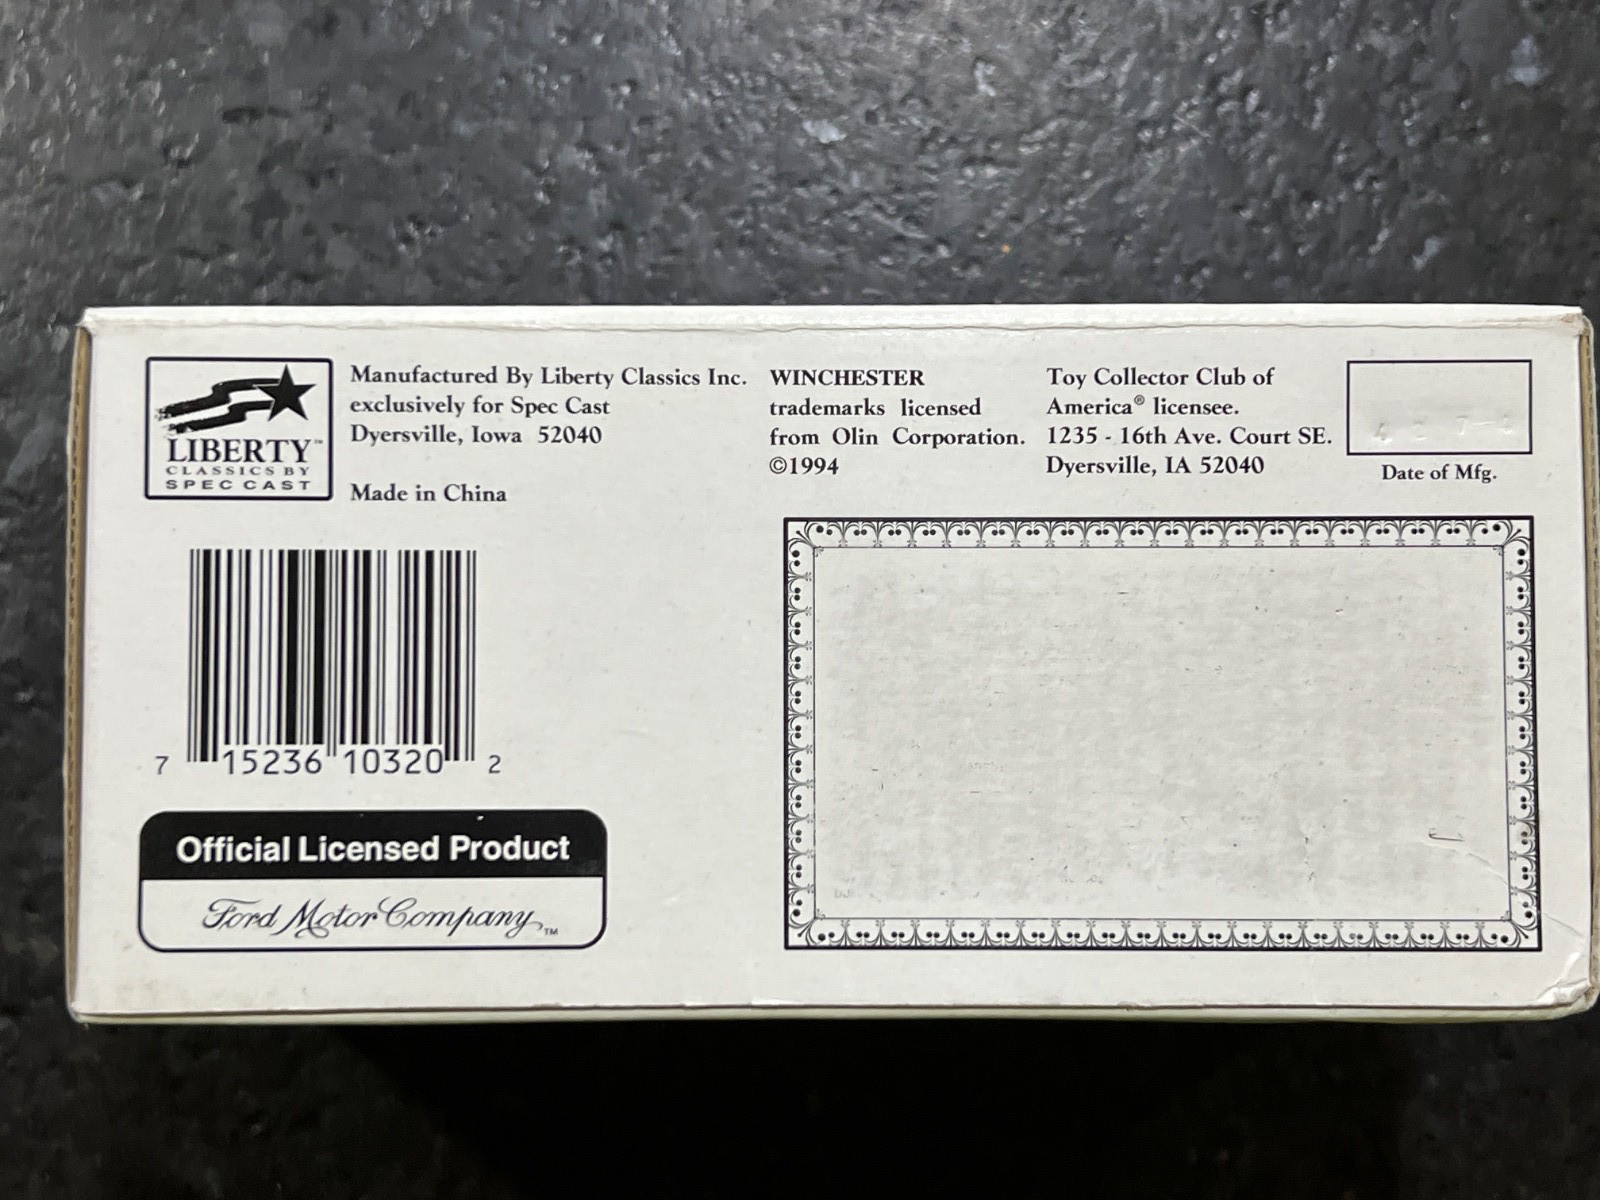 LIBERTY™
CLASSICS BY
SPEC CAST
Manufactured By Liberty Classics Inc.
exclusively for Spec Cast
Dyersville, Iowa 52040
Made in China
WINCHESTER
trademarks licensed
from Olin Corporation.
©1994
Toy Collector Club of
America® licensee.
1235 - 16th Ave. Court SE.
Dyersville, IA 52040
Date of Mfg.
7 15236 10320 2
Official Licensed Product
Ford Motor Company™